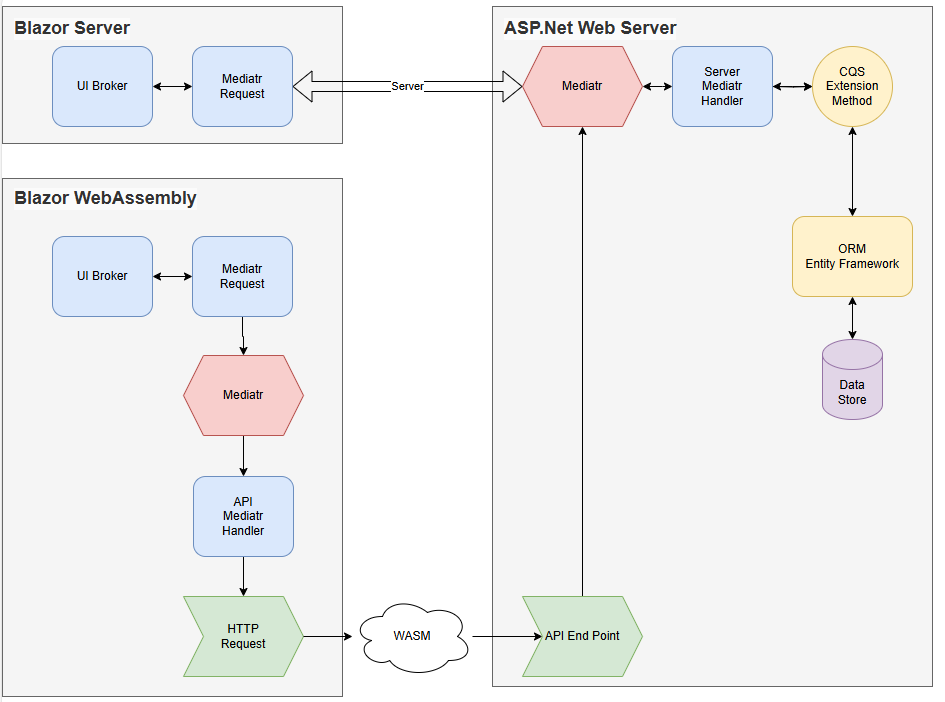 Blazor Server
UI Broker
Mediatr
Request
Server
ASP.Net Web Server
Mediatr
Server
Mediatr
Handler
CQS
Extension
Method
ORM
Entity Framework
Data
Store
Blazor WebAssembly
UI Broker
Mediatr
Request
Mediatr
API
Mediatr
Handler
HTTP
Request
WASM
API End Point